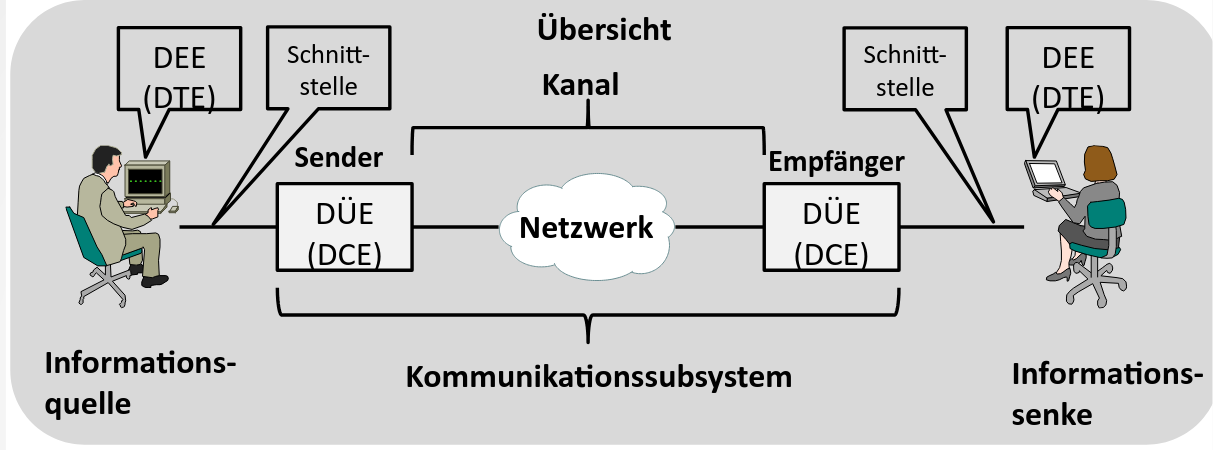 Übersicht
DEE
(DTE)
Schnitt-
stelle
Kanal
Schnitt-
stelle
DEE
(DTE)
Sender
Empfänger
DÜE
(DCE)
Netzwerk
DÜE
(DCE)
Informations-
quelle
Kommunikationssubsystem
Informations-
senke